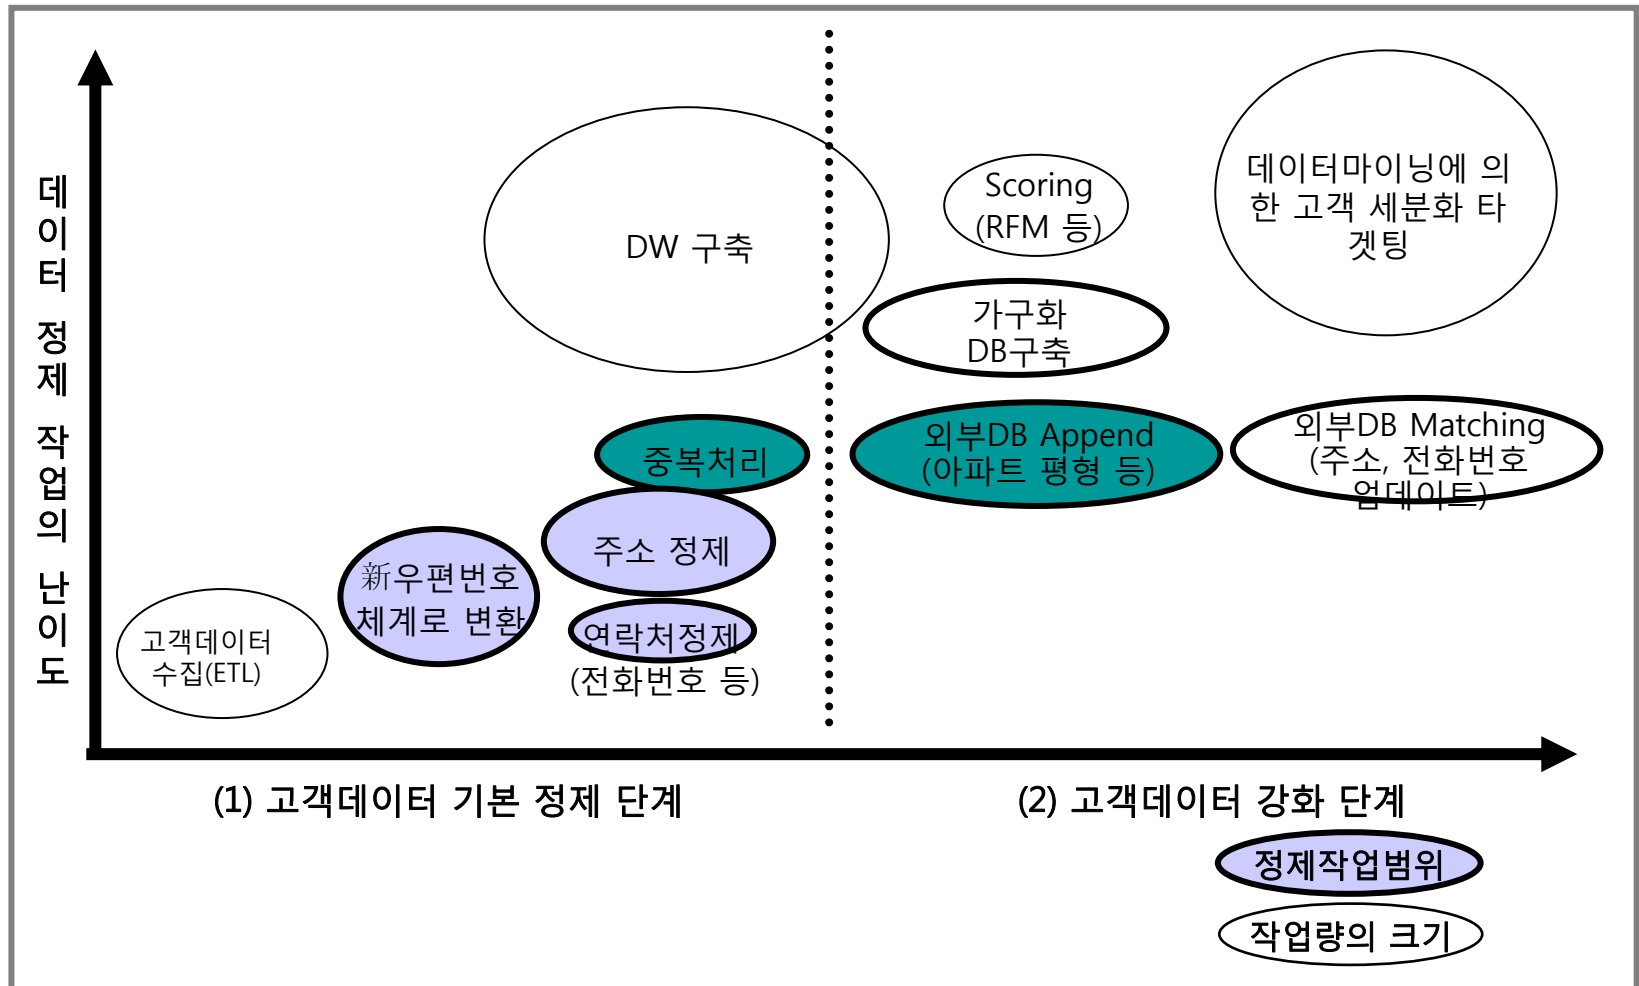 데이터 정제 작업의 난이도
DW 구축
Scoring
(RFM 등)
데이터마이닝에 의
한 고객 세분화 타
겟팅
가구화
DB구축
중복처리
외부DB Append
(아파트 평형 등)
외부DB Matching
(주소, 전화번호
업데이트)
주소 정제
新우편번호
체계로 변환
연락처정제
(전화번호 등)
고객데이터
수집(ETL)
(1) 고객데이터 기본 정제 단계
(2) 고객데이터 강화 단계
정제작업범위
작업량의 크기